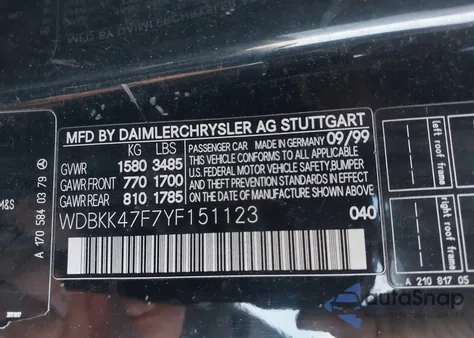 MFD BY DAIMLERCHRYSLER AG STUTTGART
KG LBS
GVWR 1580 3485
GAWR FRONT 770 1700
GAWR REAR 810 1785
PASSENGER CAR MADE IN GERMANY 09/99
THIS VEHICLE CONFORMS TO ALL APPLICABLE
U.S. FEDERAL MOTOR VEHICLE SAFETY, BUMPER
AND THEFT PREVENTION STANDARDS IN EFFECT
ON THE DATE OF MANUFACTURE SHOWN ABOVE
WDBKK47F7YF151123 040
M&S
A 170 584 03 79
left roof frame
right roof frame
A 210 817 05
autoSnap